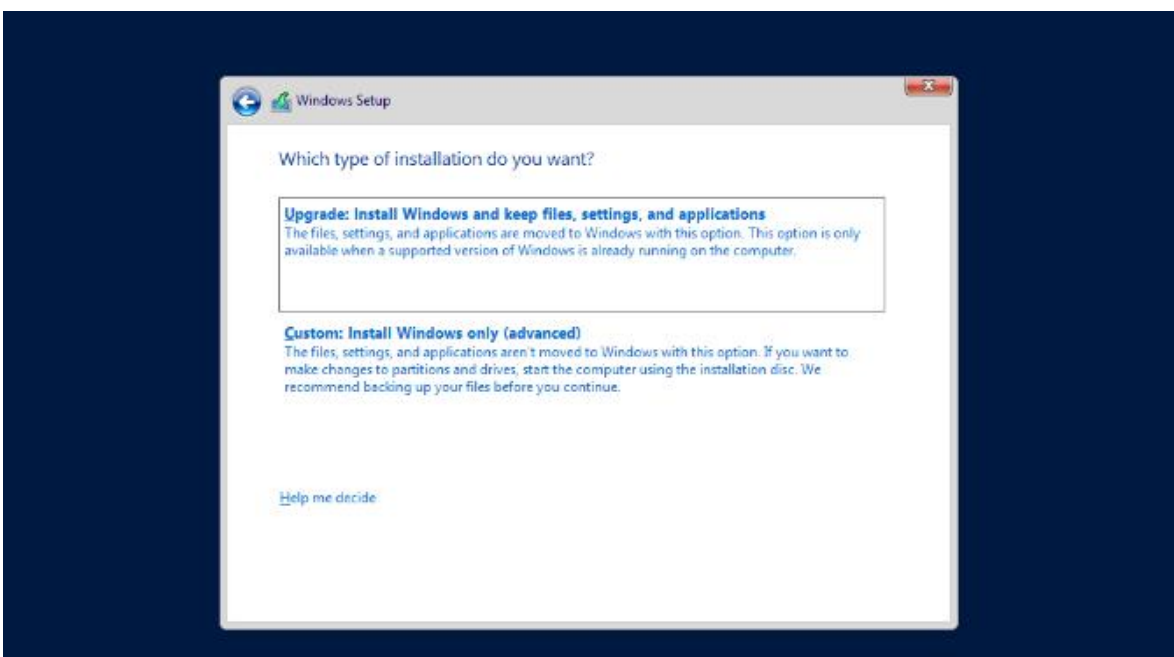 Windows Setup
Which type of installation do you want?
Upgrade: Install Windows and keep files, settings, and applications
The files, settings, and applications are moved to Windows with this option. This option is only
available when a supported version of Windows is already running on the computer.
Custom: Install Windows only (advanced)
The files, settings, and applications aren't moved to Windows with this option. If you want to
make changes to partitions and drives, start the computer using the installation disc. We
recommend backing up your files before you continue.
Help me decide